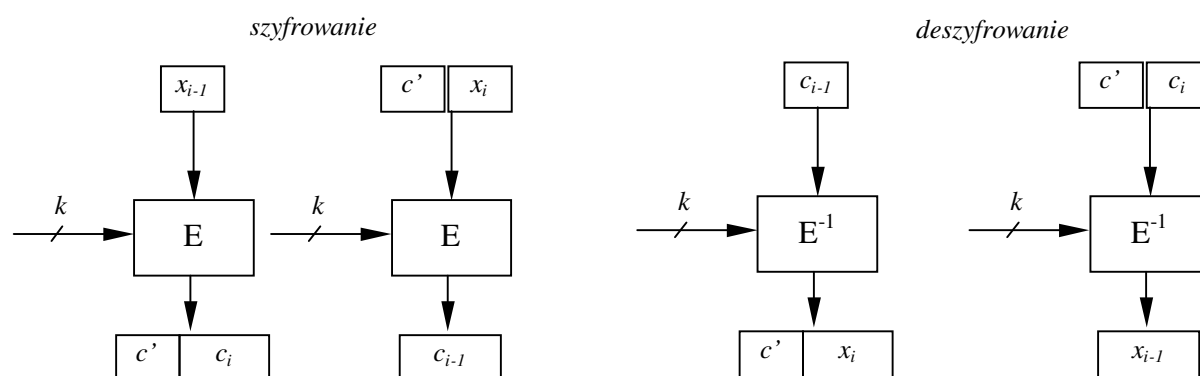 szyfrowanie
deszyfrowanie
x_{i-1}
c' x_i
c_{i-1}
c' c_i
k
k
k
k
E
E
E^{-1}
E^{-1}
c' c_i
c_{i-1}
c' x_i
x_{i-1}